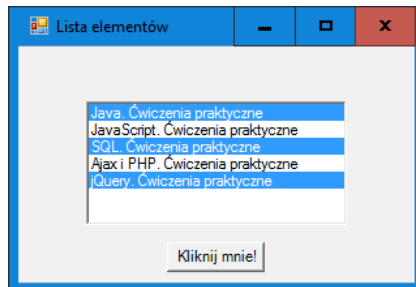 Lista elementów
Java. Ćwiczenia praktyczne
JavaScript. Ćwiczenia praktyczne
SQL. Ćwiczenia praktyczne
Ajax i PHP. Ćwiczenia praktyczne
jQuery. Ćwiczenia praktyczne
Kliknij mnie!